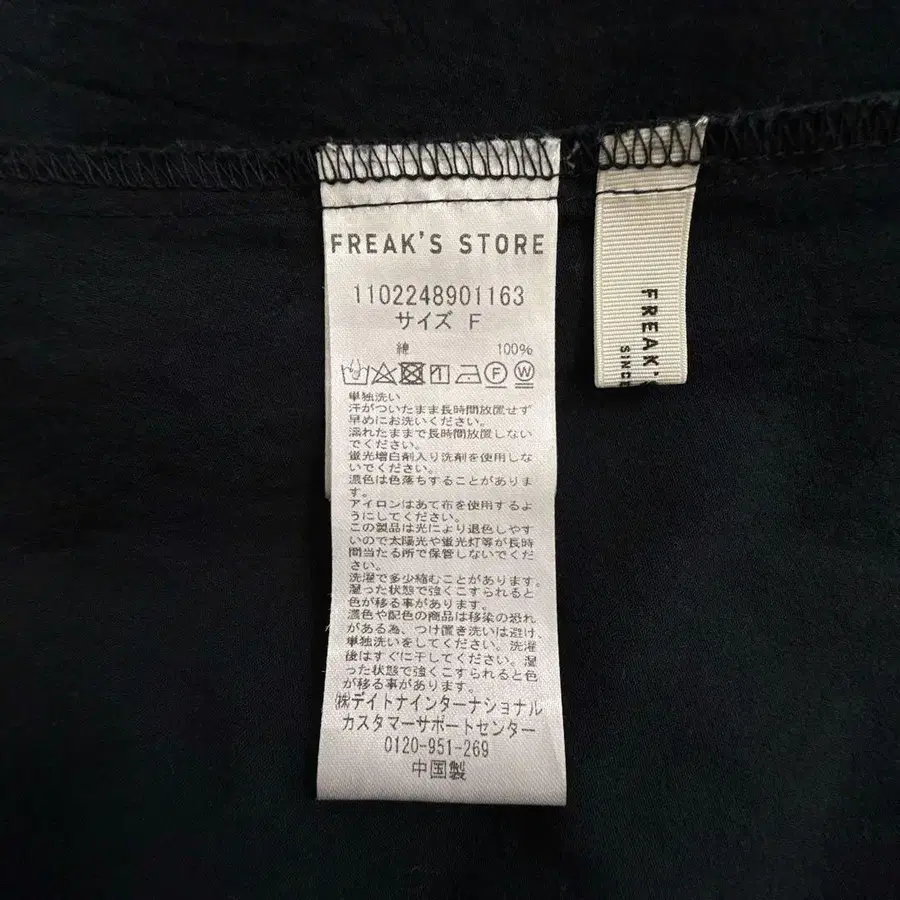 FREAK'S STORE
1102248901163
サイズ F
綿 100%
F W
単独洗い
汗がついたまま長時間放置せず
早めにお洗いください。
濡れたままで長時間放置しない
でください。
蛍光増白剤入り洗剤を使用しな
いでください。
濃色は色落ちすることがありま
す。
アイロンはあて布を使用するよ
うにしてください。
この製品は光により退色しやす
いので太陽光や蛍光灯等が長時
間当たる所で保管しないでくだ
さい。
洗濯で多少縮むことがあります。
湿った状態で強くこすられると
色が移る事があります。
濃色や配色の商品は移染の恐れ
がある為、つけ置き洗いは避け
単独洗いをしてください。洗濯
後はすぐに干してください。湿
った状態で強くこすられると色
が移る事があります。
㈱デイトナインターナショナル
カスタマーサポートセンター
0120-951-269
中国製
FREAK'S
SINCE